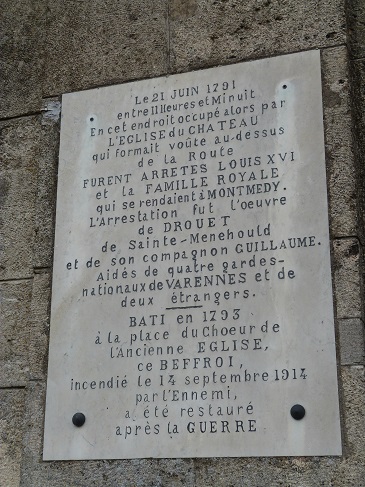 Le 21 JUIN 1791
entre 11 Heures et Minuit
En cet endroit occupé alors par
L'EGLISE du CHATEAU
qui formait voûte au-dessus
de la Route
FURENT ARRETES LOUIS XVI
et la FAMILLE ROYALE
qui se rendaient à MONTMEDY.
L'Arrestation fut l'œuvre
de DROUET
de Sainte-Menehould
et de son compagnon GUILLAUME.
Aidés de quatre gardes-
nationaux de VARENNES et de
deux étrangers.
BATI en 1793
à la place du Choeur de
l'Ancienne EGLISE,
ce BEFFROI,
incendié le 14 septembre 1914
par l'Ennemi,
a été restauré
après la GUERRE